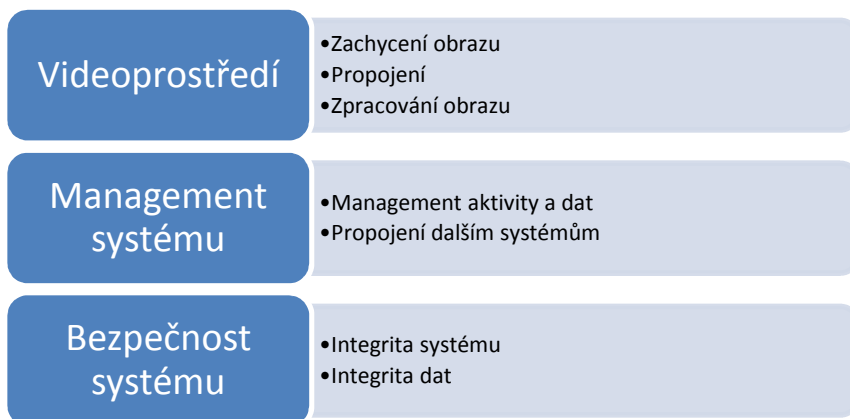 Videoprostředí
•Zachycení obrazu
•Propojení
•Zpracování obrazu
Management
systému
•Management aktivity a dat
•Propojení dalším systémům
Bezpečnost
systému
•Integrita systému
•Integrita dat